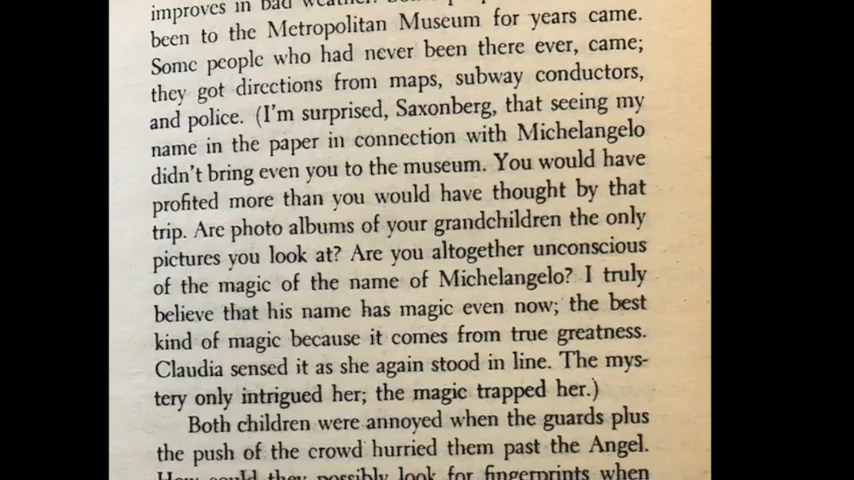 improves in bad weather.
been to the Metropolitan Museum for years came.
Some people who had never been there ever, came;
they got directions from maps, subway conductors,
and police. (I'm surprised, Saxonberg, that seeing my
name in the paper in connection with Michelangelo
didn't bring even you to the museum. You would have
profited more than you would have thought by that
trip. Are photo albums of your grandchildren the only
pictures you look at? Are you altogether unconscious
of the magic of the name of Michelangelo? I truly
believe that his name has magic even now; the best
kind of magic because it comes from true greatness.
Claudia sensed it as she again stood in line. The mys-
tery only intrigued her; the magic trapped her.)
Both children were annoyed when the guards plus
the push of the crowd hurried them past the Angel.
How could they possibly look for fingerprints when